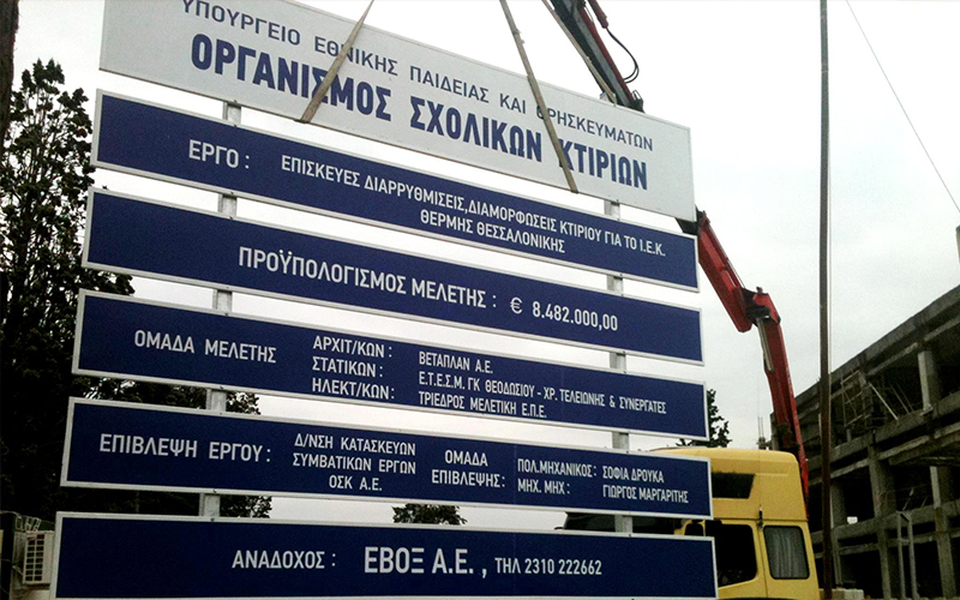 ΥΠΟΥΡΓΕΙΟ ΕΘΝΙΚΗΣ ΠΑΙΔΕΙΑΣ ΚΑΙ ΘΡΗΣΚΕΥΜΑΤΩΝ
ΟΡΓΑΝΙΣΜΟΣ ΣΧΟΛΙΚΩΝ ΚΤΙΡΙΩΝ
ΕΡΓΟ : ΕΠΙΣΚΕΥΕΣ ΔΙΑΡΡΥΘΜΙΣΕΙΣ,ΔΙΑΜΟΡΦΩΣΕΙΣ ΚΤΙΡΙΟΥ ΓΙΑ ΤΟ Ι.Ε.Κ.
ΘΕΡΜΗΣ ΘΕΣΣΑΛΟΝΙΚΗΣ
ΠΡΟΫΠΟΛΟΓΙΣΜΟΣ ΜΕΛΕΤΗΣ : € 8.482.000,00
ΟΜΑΔΑ ΜΕΛΕΤΗΣ
ΑΡΧΙΤ/ΚΩΝ : ΒΕΤΑΠΛΑΝ Α.Ε.
ΣΤΑΤΙΚΩΝ : Ε.Τ.Ε.Σ.Μ. ΓΚ ΘΕΟΔΩΣΙΟΥ - ΧΡ. ΤΕΛΕΙΩΝΗΣ & ΣΥΝΕΡΓΑΤΕΣ
ΗΛΕΚΤ/ΚΩΝ : ΤΡΙΕΔΡΟΣ ΜΕΛΕΤΙΚΗ Ε.Π.Ε.
ΕΠΙΒΛΕΨΗ ΕΡΓΟΥ :
Δ/ΝΣΗ ΚΑΤΑΣΚΕΥΩΝ
ΣΥΜΒΑΤΙΚΩΝ ΕΡΓΩΝ
ΟΣΚ Α.Ε.
ΟΜΑΔΑ
ΕΠΙΒΛΕΨΗΣ:
ΠΟΛ.ΜΗΧΑΝΙΚΟΣ : ΣΟΦΙΑ ΔΡΟΥΚΑ
ΜΗΧ. ΜΗΧ : ΓΙΩΡΓΟΣ ΜΑΡΓΑΡΙΤΗΣ
ΑΝΑΔΟΧΟΣ : ΕΒΟΞ Α.Ε. , ΤΗΛ 2310 222662